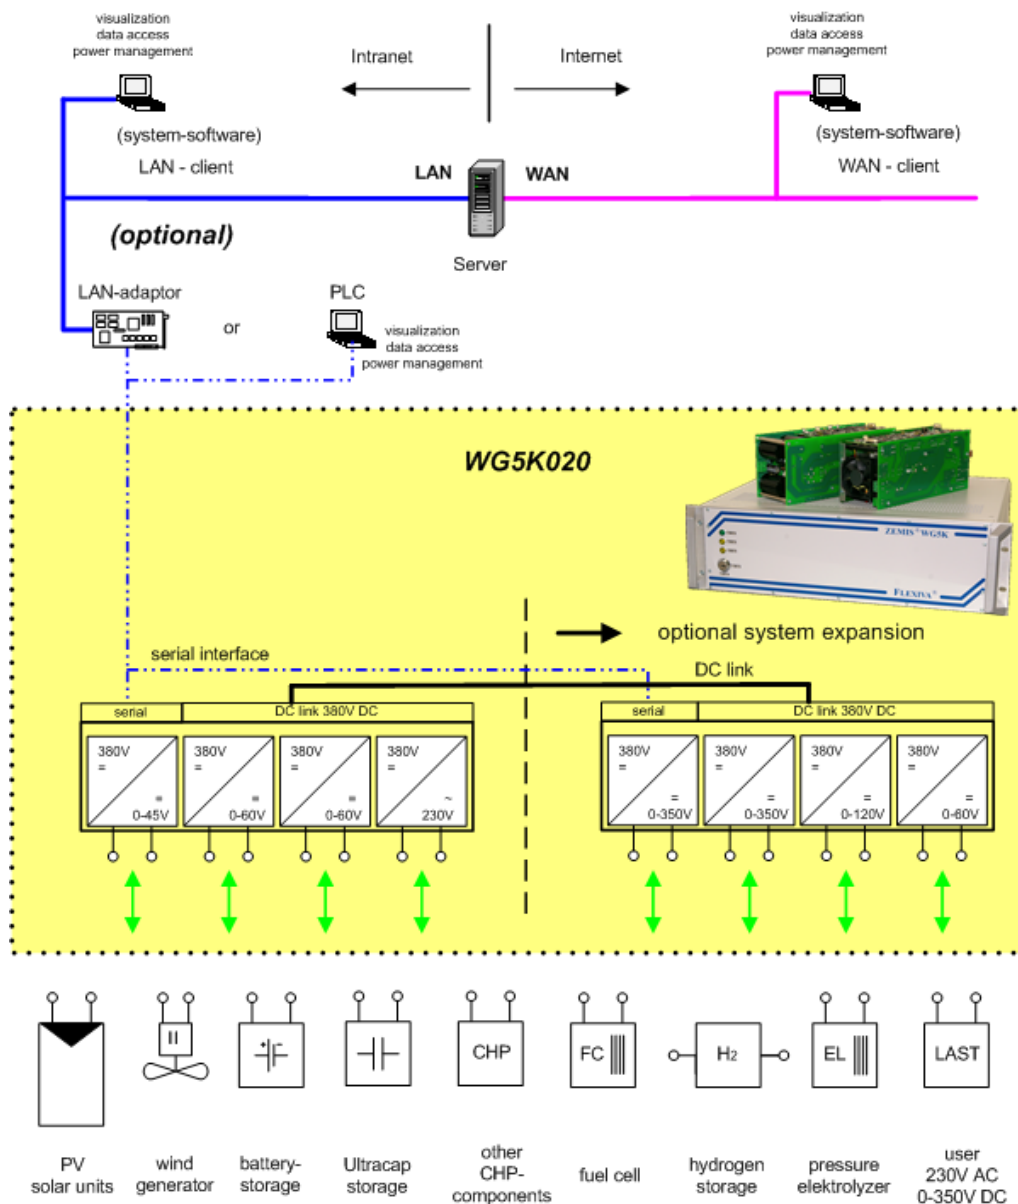 visualization
data access
power management
visualization
data access
power management
Intranet
Internet
(system-software)
LAN - client
(system-software)
WAN - client
LAN
WAN
(optional)
Server
LAN-adaptor
or
PLC
visualization
data access
power management
WG5K020
ZEMIS® WG5K
FLEXIVA®
optional system expansion
serial interface
DC link
serial
DC link 380V DC
serial
DC link 380V DC
380V
=
=
0-45V
380V
=
=
0-60V
380V
=
=
0-60V
380V
=
~
230V
380V
=
=
0-350V
380V
=
=
0-350V
380V
=
=
0-120V
380V
=
=
0-60V
CHP
FC
H2
EL
LAST
PV
solar units
wind
generator
battery-
storage
Ultracap
storage
other
CHP-
components
fuel cell
hydrogen
storage
pressure
elektrolyzer
user
230V AC
0-350V DC